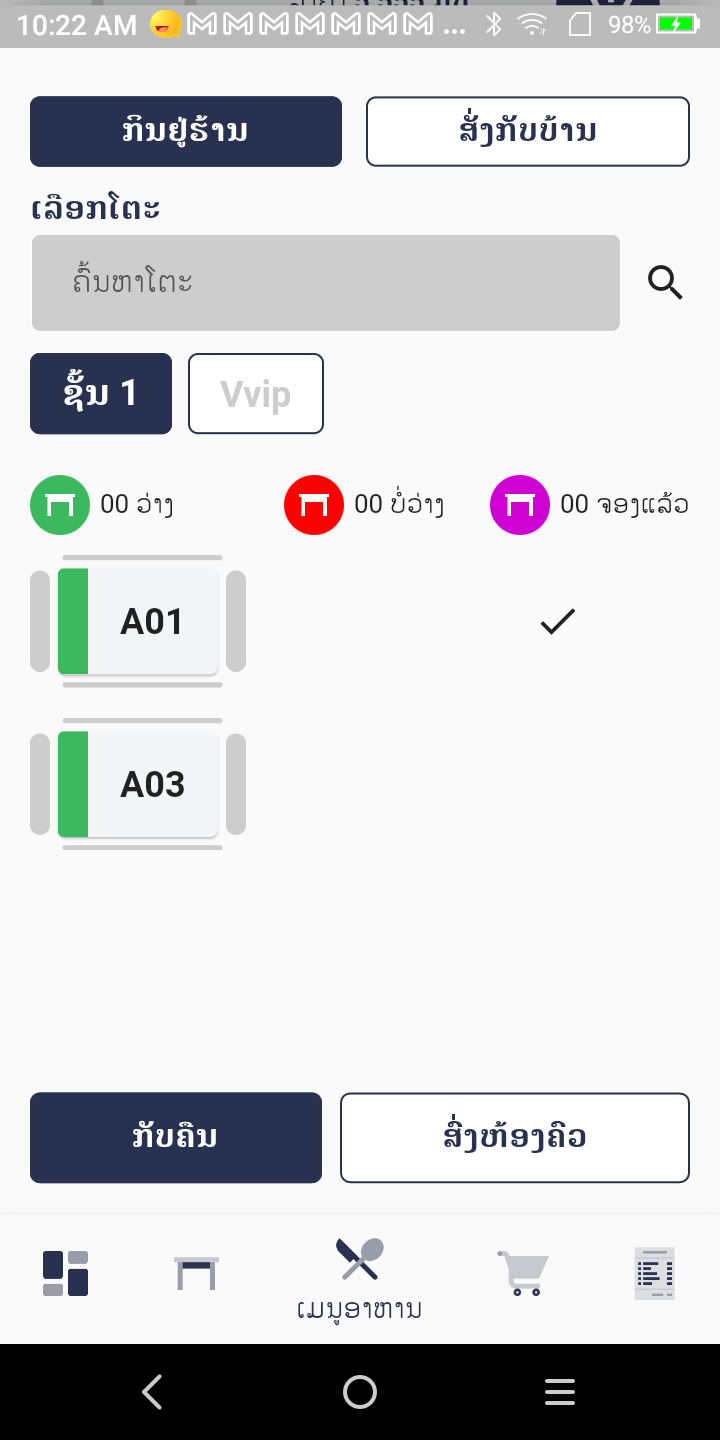 10:22 AM ... 98%
ກິນຢູ່ຮ້ານ ສັ່ງກັບບ້ານ
ເລືອກໂຕະ
ຄົ້ນຫາໂຕະ
ຊັ້ນ 1 Vvip
00 ວ່າງ 00 ບໍ່ວ່າງ 00 ຈອງແລ້ວ
A01
A03
ກັບຄືນ ສົ່ງຫ້ອງຄົວ
ເມນູອາຫານ